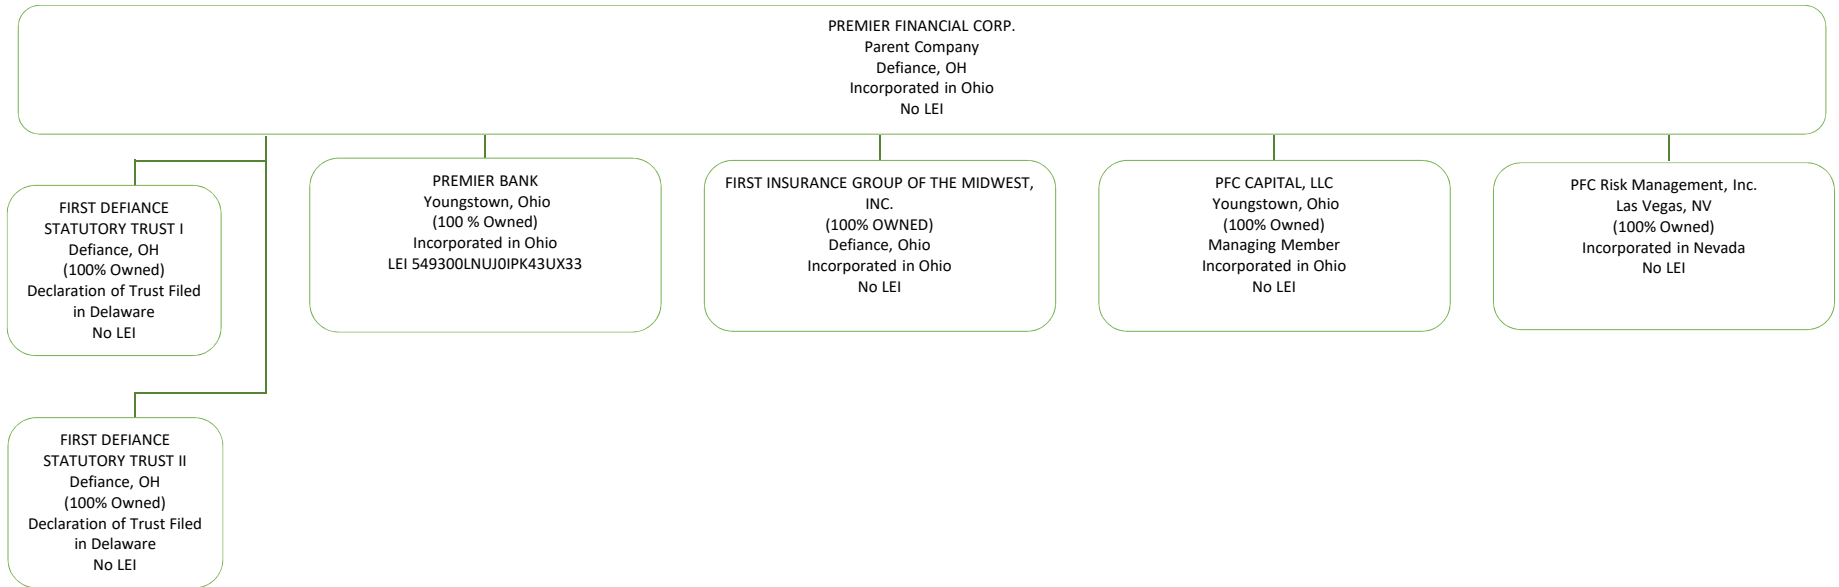 PREMIER FINANCIAL CORP.
Parent Company
Defiance, OH
Incorporated in Ohio
No LEI
FIRST DEFIANCE
STATUTORY TRUST I
Defiance, OH
(100% Owned)
Declaration of Trust Filed
in Delaware
No LEI
PREMIER BANK
Youngstown, Ohio
(100 % Owned)
Incorporated in Ohio
LEI 549300LNUJ0IPK43UX33
FIRST INSURANCE GROUP OF THE MIDWEST,
INC.
(100% OWNED)
Defiance, Ohio
Incorporated in Ohio
No LEI
PFC CAPITAL, LLC
Youngstown, Ohio
(100% Owned)
Managing Member
Incorporated in Ohio
No LEI
PFC Risk Management, Inc.
Las Vegas, NV
(100% Owned)
Incorporated in Nevada
No LEI
FIRST DEFIANCE
STATUTORY TRUST II
Defiance, OH
(100% Owned)
Declaration of Trust Filed
in Delaware
No LEI